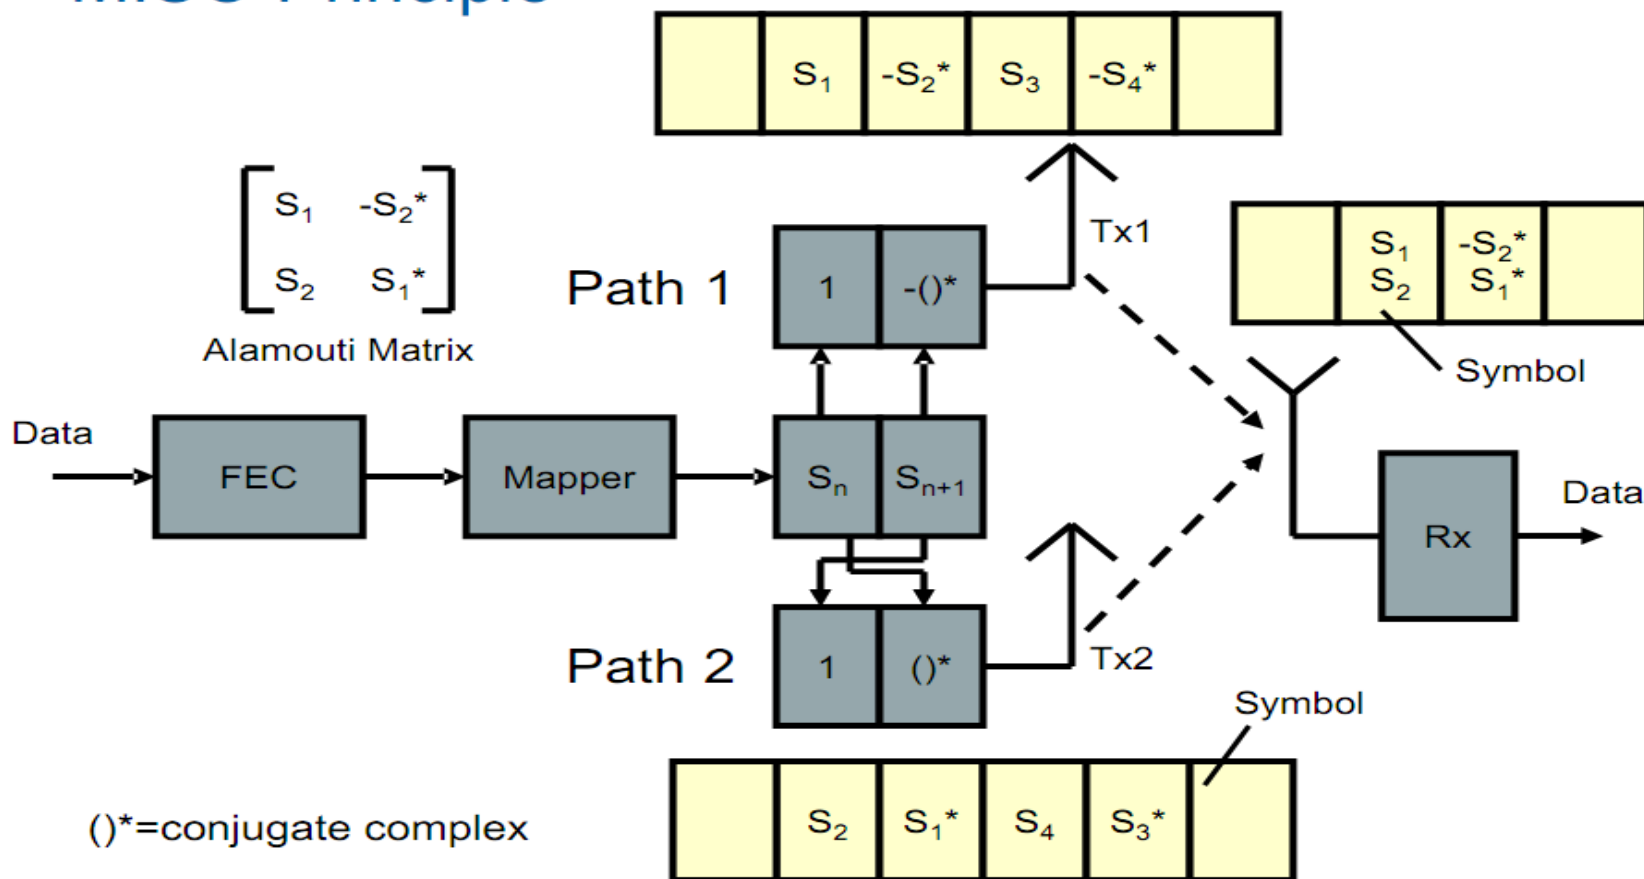 MISO Principle
S₁ -S₂* S₃ -S₄*
S₁ -S₂*
S₂ S₁*
Alamouti Matrix
Path 1
1 -()*
Tx1
S₁ -S₂*
S₂ S₁*
Symbol
Data
FEC
Mapper
Sₙ Sₙ₊₁
Rx
Data
Path 2
1 ()*
Tx2
Symbol
S₂ S₁* S₄ S₃*
()*=conjugate complex